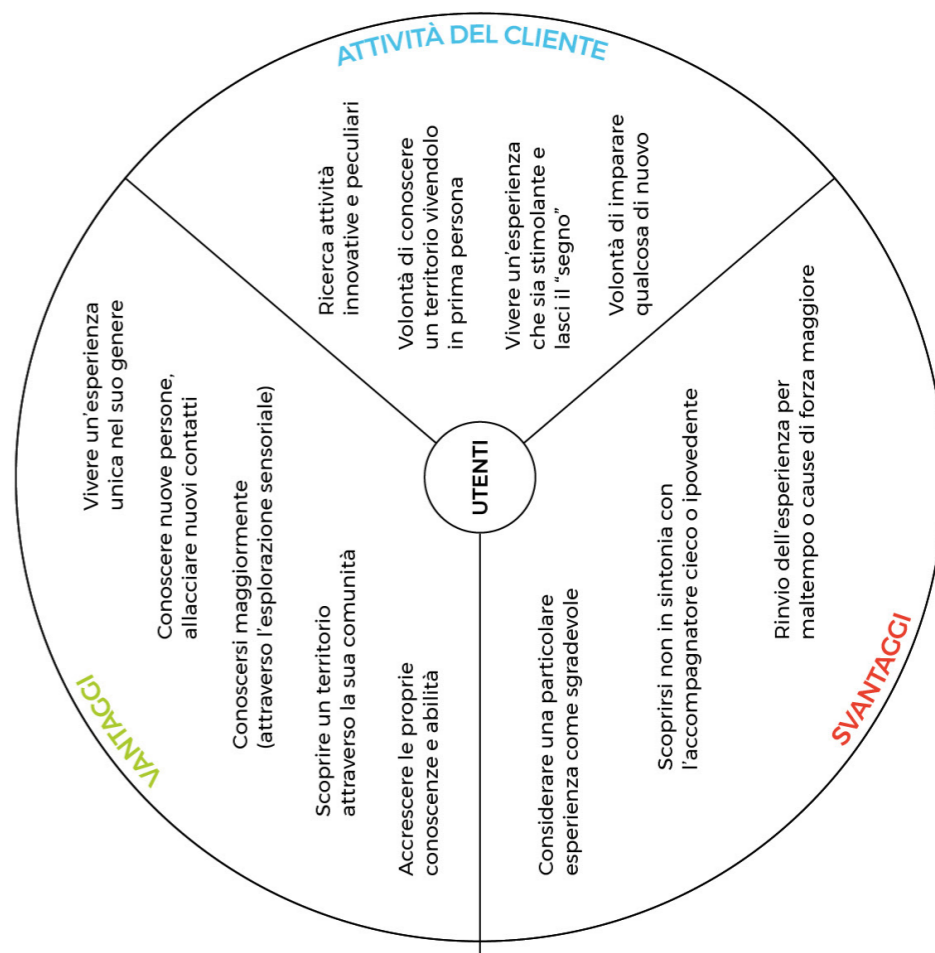 VANTAGGI
Vivere un'esperienza
unica nel suo genere
Conoscere nuove persone,
allacciare nuovi contatti
Conoscersi maggiormente
(attraverso l'esplorazione sensoriale)
Scoprire un territorio
attraverso la sua comunità
Accrescere le proprie
conoscenze e abilità
ATTIVITÀ DEL CLIENTE
Ricerca attività
innovative e peculiari
Volontà di conoscere
un territorio vivendolo
in prima persona
Vivere un'esperienza
che sia stimolante e
lasci il "segno"
Volontà di imparare
qualcosa di nuovo
UTENTI
Considerare una particolare
esperienza come sgradevole
Scoprirsi non in sintonia con
l'accompagnatore cieco o ipovedente
Rinvio dell'esperienza per
maltempo o cause di forza maggiore
SVANTAGGI